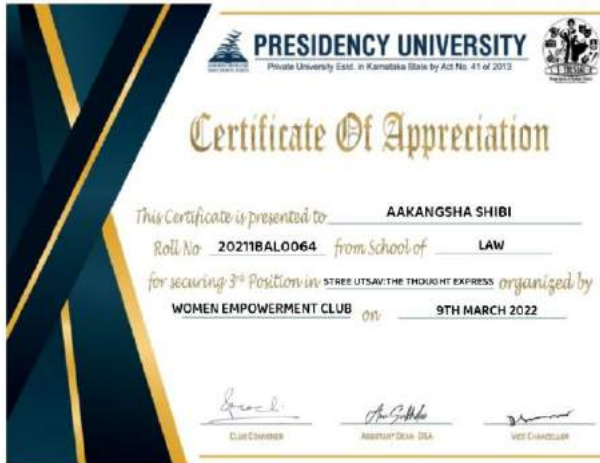 PRESIDENCY UNIVERSITY
Private University Estd. in Karnataka State by Act No. 41 of 2013
Certificate Of Appreciation
This Certificate is presented to AAKANGSHA SHIBI
Roll No 20211BAL0064 from School of LAW
for securing 3rd Position in STREE UTSAV:THE THOUGHT EXPRESS organized by
WOMEN EMPOWERMENT CLUB on 9TH MARCH 2022
CLUB CONVENER
ASSISTANT DEAN- DSA
VICE CHANCELLOR